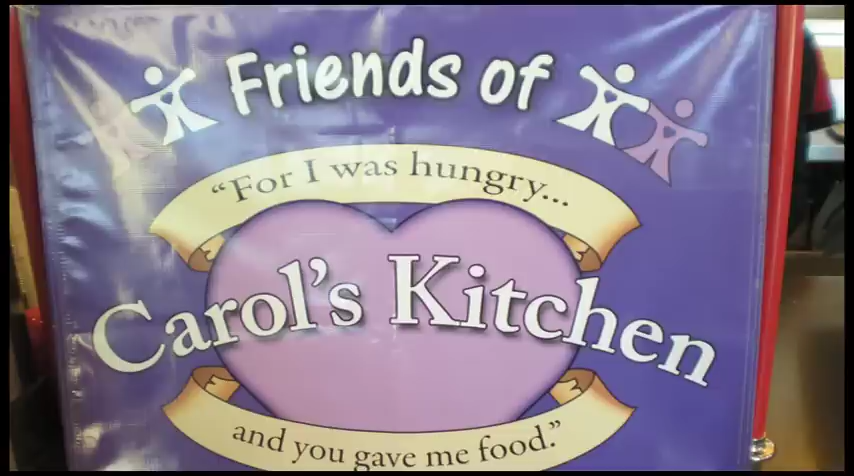 Friends of
“For I was hungry...
Carol’s Kitchen
and you gave me food.”